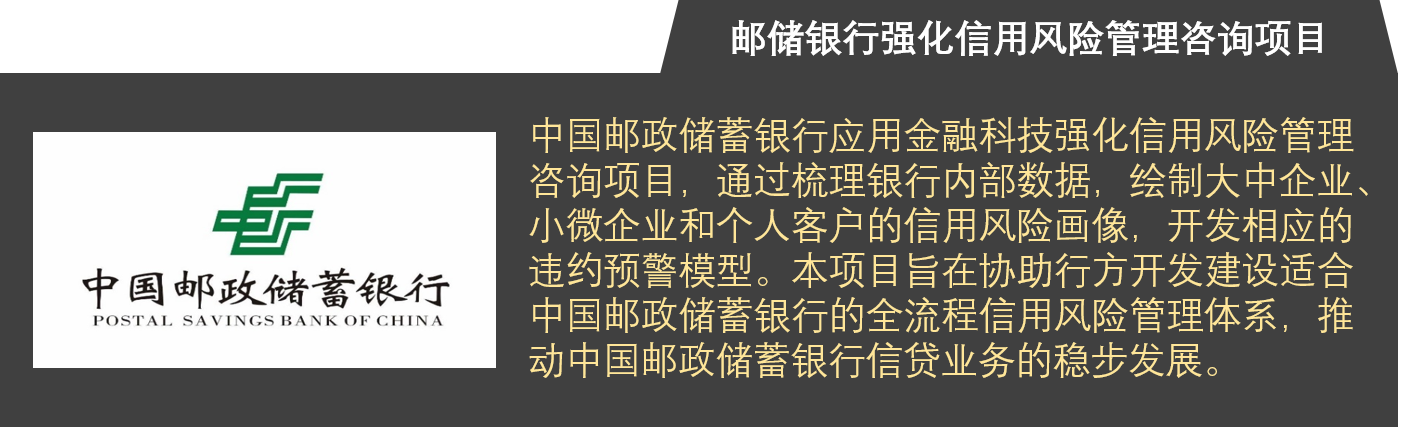 邮储银行强化信用风险管理咨询项目
中国邮政储蓄银行
POSTAL SAVINGS BANK OF CHINA
中国邮政储蓄银行应用金融科技强化信用风险管理
咨询项目，通过梳理银行内部数据，绘制大中企业、
小微企业和个人客户的信用风险画像，开发相应的
违约预警模型。本项目旨在协助行方开发建设适合
中国邮政储蓄银行的全流程信用风险管理体系，推
动中国邮政储蓄银行信贷业务的稳步发展。